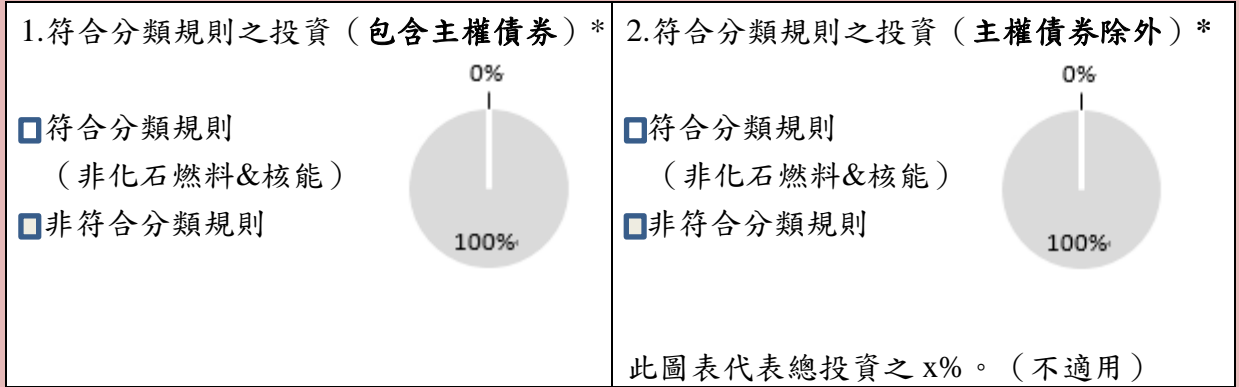 1.符合分類規則之投資（包含主權債券）*
0%
符合分類規則
（非化石燃料&核能）
非符合分類規則
100%
2.符合分類規則之投資（主權債券除外）*
0%
符合分類規則
（非化石燃料&核能）
非符合分類規則
100%
此圖表代表總投資之 x%。（不適用）